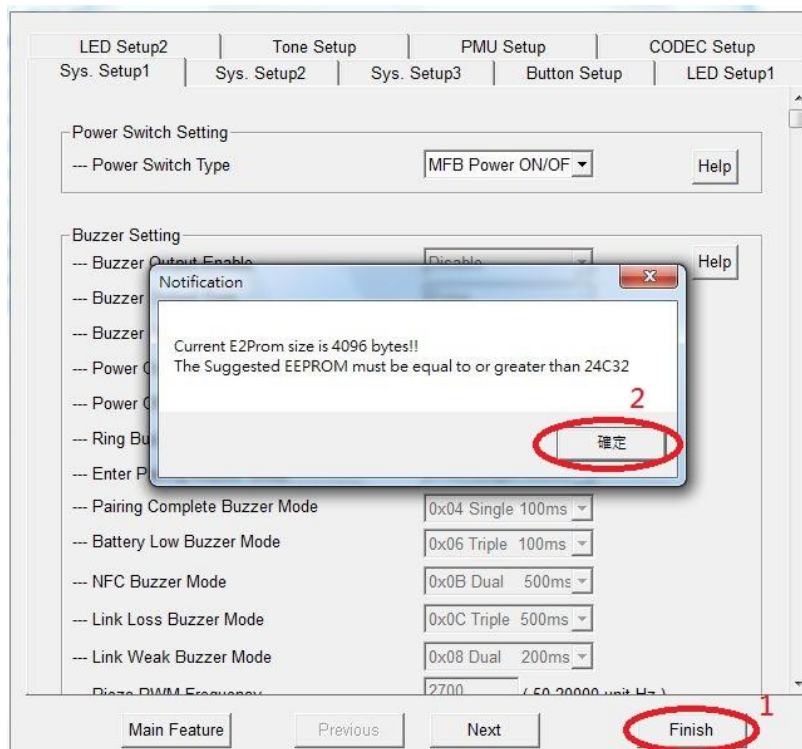 LED Setup2 Tone Setup PMU Setup CODEC Setup
Sys. Setup1 Sys. Setup2 Sys. Setup3 Button Setup LED Setup1
Power Switch Setting
--- Power Switch Type MFB Power ON/OF Help
Buzzer Setting
--- Buzzer Output Enable Disable Help
Notification
--- Buzzer
Current E2Prom size is 4096 bytes!!
--- Buzzer
The Suggested EEPROM must be equal to or greater than 24C32
--- Power
2
--- Power
--- Ring Bu
確定
--- Enter P
--- Pairing Complete Buzzer Mode 0x04 Single 100ms
--- Battery Low Buzzer Mode 0x06 Triple 100ms
--- NFC Buzzer Mode 0x0B Dual 500ms
--- Link Loss Buzzer Mode 0x0C Triple 500ms
--- Link Weak Buzzer Mode 0x08 Dual 200ms
--- Piezo PWM Frequency 2700 ( 50-20000 unit Hz )
1
Main Feature Previous Next Finish